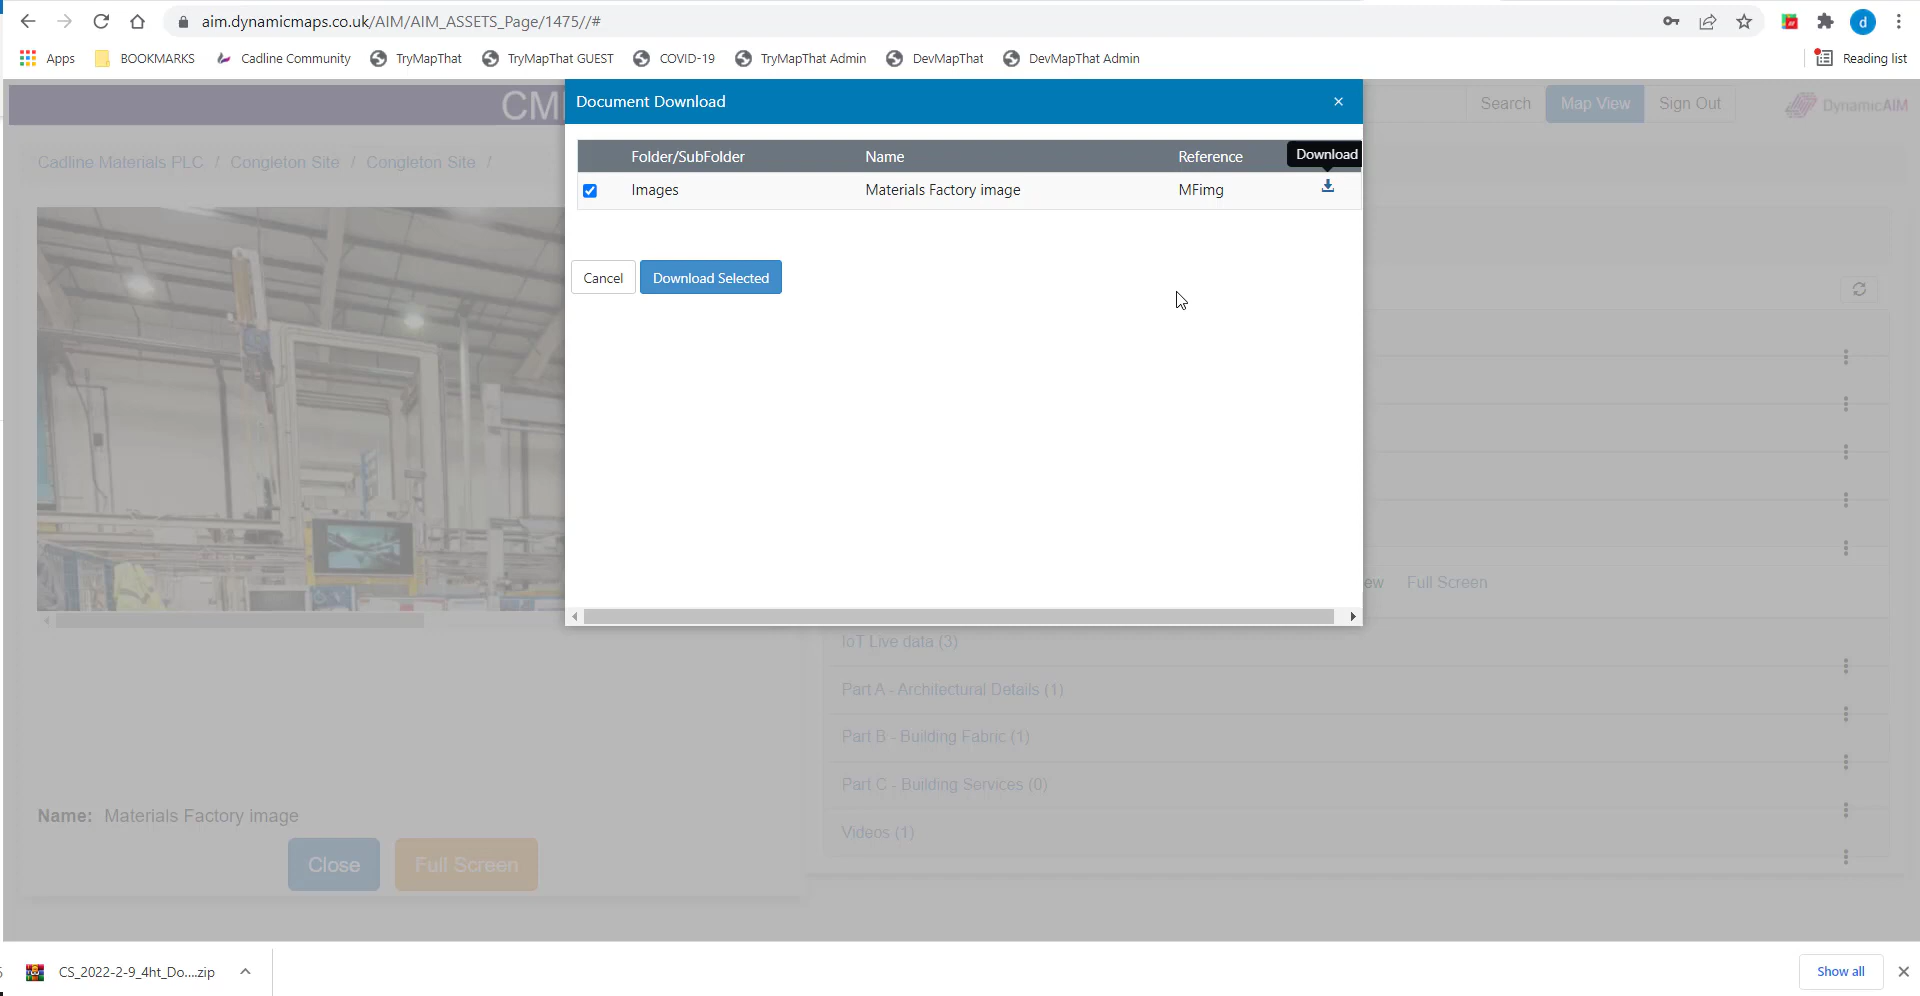 aim.dynamicmaps.co.uk/AIM/AIM_ASSETS_Page/1475//#
d
Apps BOOKMARKS Cadline Community TryMapThat TryMapThat GUEST COVID-19 TryMapThat Admin DevMapThat DevMapThat Admin Reading list
Document Download ×
CM Search Map View Sign Out DynamicAIM
Folder/SubFolder Name Reference Download
Cadline Materials PLC / Congleton Site / Congleton Site /
Images Materials Factory image MFimg
Cancel Download Selected
ew Full Screen
IoT Live data (3)
Part A - Architectural Details (1)
Part B - Building Fabric (1)
Part C - Building Services (0)
Name: Materials Factory image
Videos (1)
Close Full Screen
CS_2022-2-9_4ht_Do....zip Show all